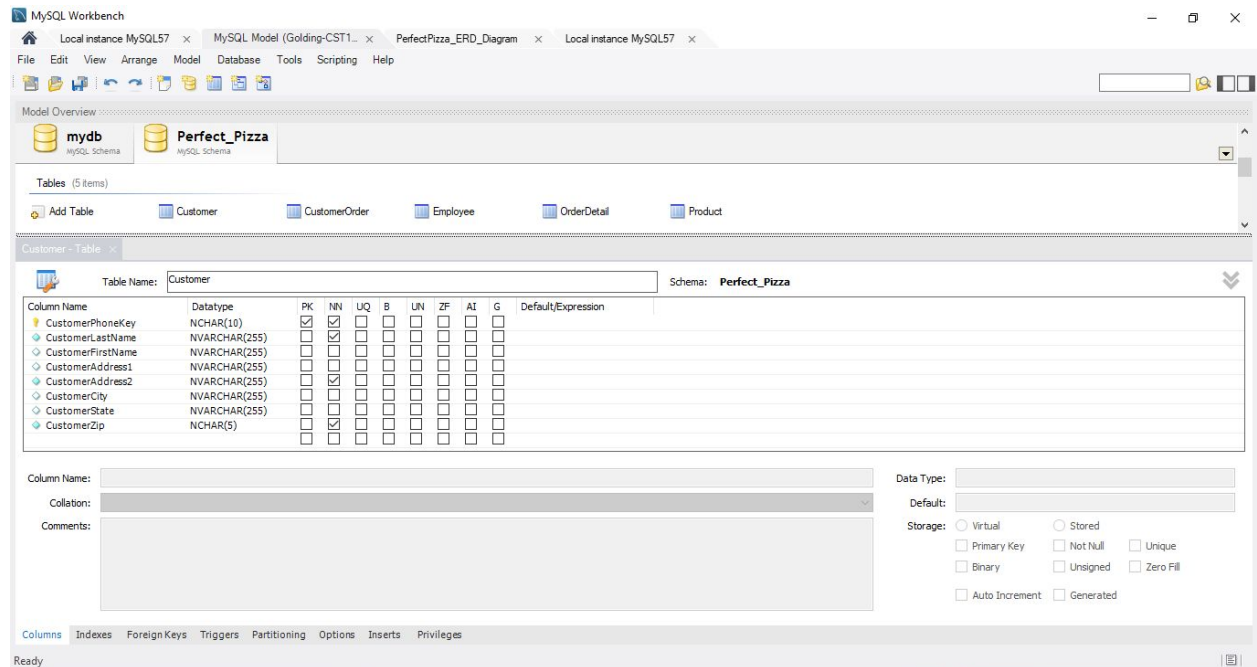 MySQL Workbench
Local instance MySQL57 × MySQL Model (Golding-CST1... × PerfectPizza_ERD_Diagram × Local instance MySQL57 ×
File Edit View Arrange Model Database Tools Scripting Help
Model Overview
mydb Perfect_Pizza
MySQL Schema MySQL Schema
Tables (5 items)
Add Table Customer CustomerOrder Employee OrderDetail Product
Customer - Table ×
Table Name: Customer Schema: Perfect_Pizza
Column Name Datatype PK NN UQ B UN ZF AI G Default/Expression
CustomerPhoneKey NCHAR(10)
CustomerLastName NVARCHAR(255)
CustomerFirstName NVARCHAR(255)
CustomerAddress1 NVARCHAR(255)
CustomerAddress2 NVARCHAR(255)
CustomerCity NVARCHAR(255)
CustomerState NVARCHAR(255)
CustomerZip NCHAR(5)
Column Name: Data Type:
Collation: Default:
Comments: Storage: Virtual Stored
Primary Key Not Null Unique
Binary Unsigned Zero Fill
Auto Increment Generated
Columns Indexes Foreign Keys Triggers Partitioning Options Inserts Privileges
Ready